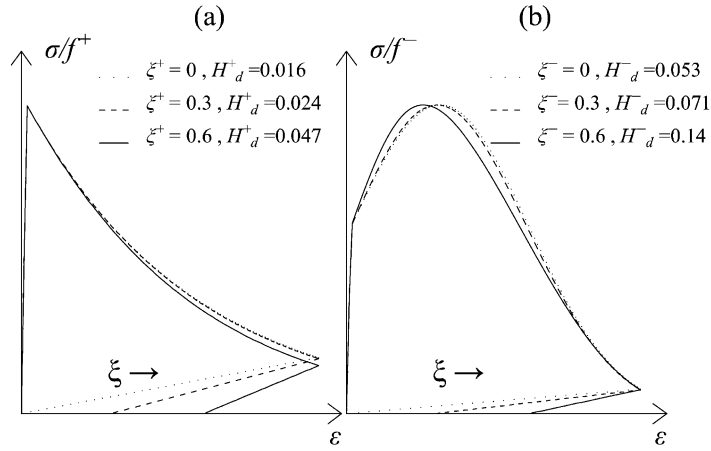 (a)
σ/f⁺
ξ⁺ = 0 , H⁺d =0.016
ξ⁺ = 0.3 , H⁺d =0.024
ξ⁺ = 0.6 , H⁺d =0.047
ξ →
ε
(b)
σ/f⁻
ξ⁻ = 0 , H⁻d =0.053
ξ⁻= 0.3 , H⁻d =0.071
ξ⁻ = 0.6 , H⁻d =0.14
ξ →
ε